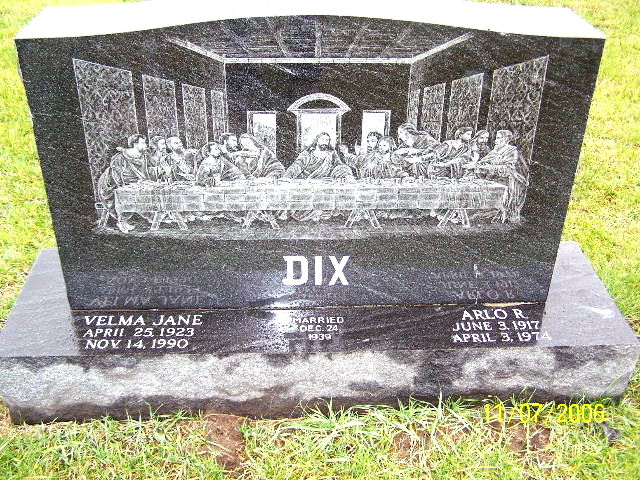 DIX
VELMA JANE
APRIL 25, 1923
NOV. 14, 1990
MARRIED
DEC. 24,
1939
ARLO R.
JUNE 3, 1917
APRIL 3, 1974
11/07/2006